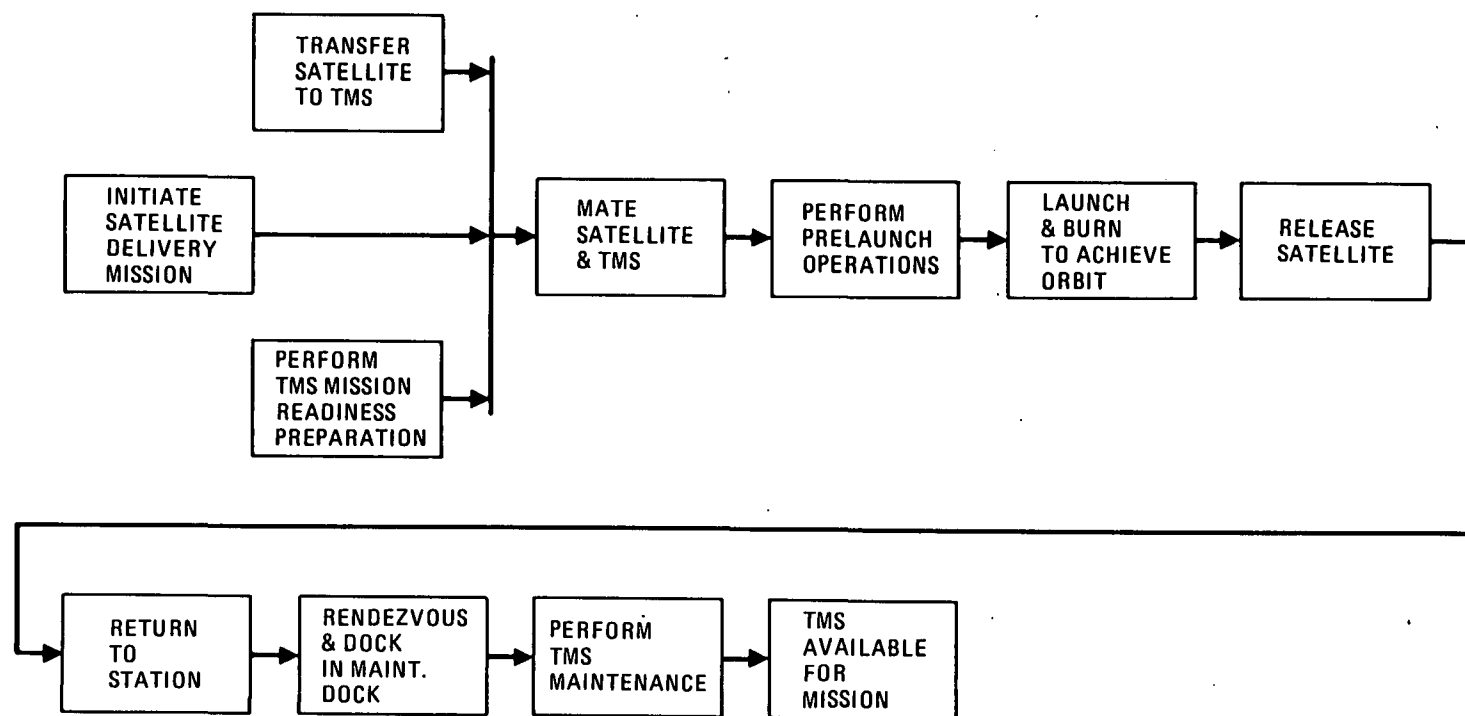 TRANSFER
SATELLITE
TO TMS
INITIATE
SATELLITE
DELIVERY
MISSION
PERFORM
TMS MISSION
READINESS
PREPARATION
MATE
SATELLITE
& TMS
PERFORM
PRELAUNCH
OPERATIONS
LAUNCH
& BURN
TO ACHIEVE
ORBIT
RELEASE
SATELLITE
RETURN
TO
STATION
RENDEZVOUS
& DOCK
IN MAINT.
DOCK
PERFORM
TMS
MAINTENANCE
TMS
AVAILABLE
FOR
MISSION